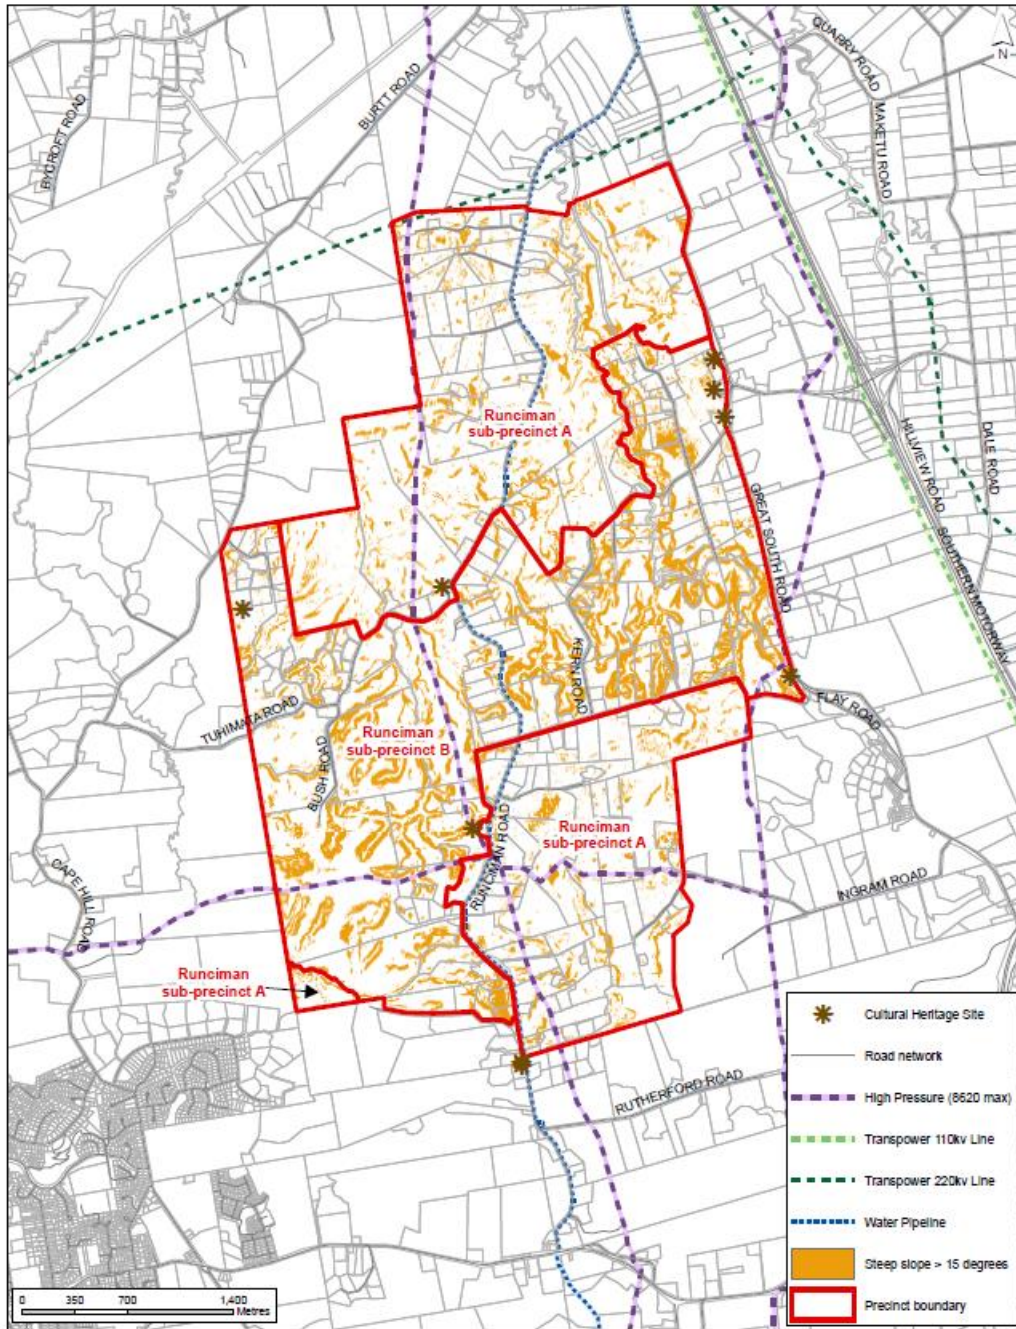 QUARRY ROAD
N
BURTT ROAD
MAKETU ROAD
BYCROFT ROAD
Runciman
sub-precinct A
HILLVIEW ROAD
DALE ROAD
GREAT SOUTH ROAD
SOUTHERN MOTORWAY
KERN ROAD
TUHIMATA ROAD
FLAY ROAD
Runciman
sub-precinct B
BUSH ROAD
RUNCIMAN ROAD
Runciman
sub-precinct A
CAPE HILL ROAD
INGRAM ROAD
Runciman
sub-precinct A
RUTHERFORD ROAD
Cultural Heritage Site
Road network
High Pressure (8620 max)
Transpower 110kv Line
Transpower 220kv Line
Water Pipeline
Steep slope > 15 degrees
Precinct boundary
0 350 700 1,400
Metres